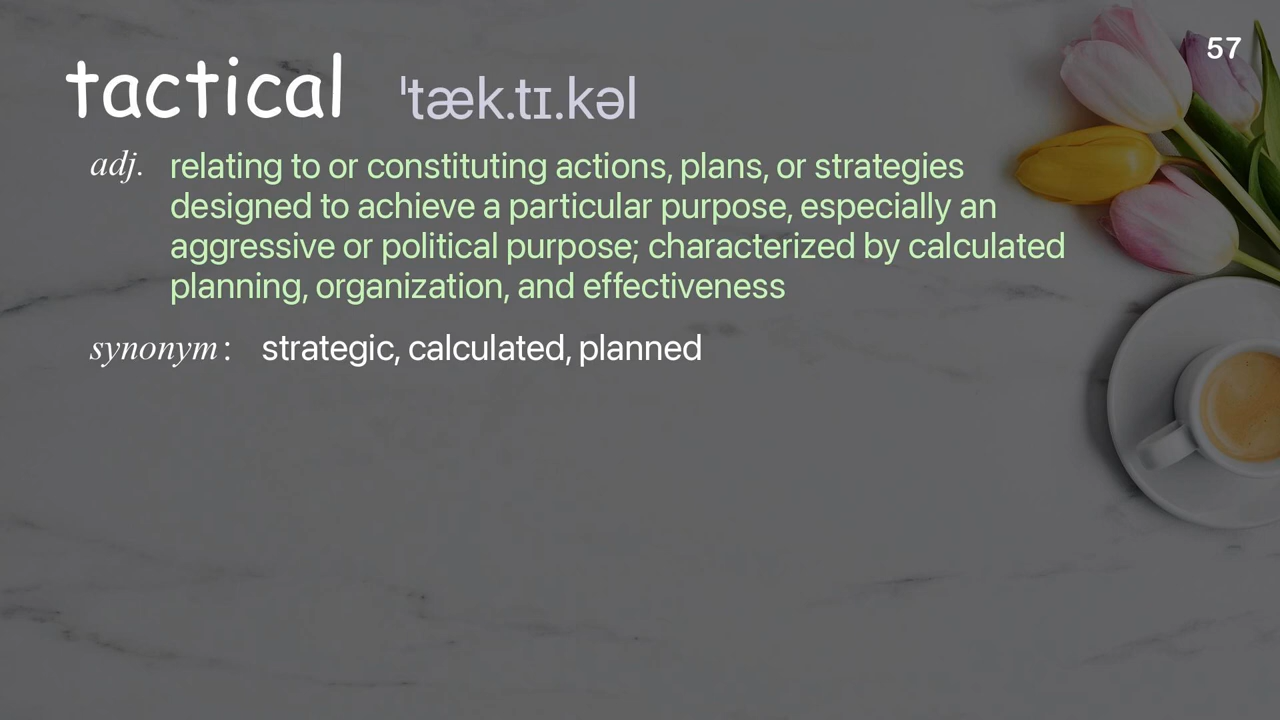 57
tactical ˈtæk.tɪ.kəl
adj. relating to or constituting actions, plans, or strategies
designed to achieve a particular purpose, especially an
aggressive or political purpose; characterized by calculated
planning, organization, and effectiveness
synonym: strategic, calculated, planned